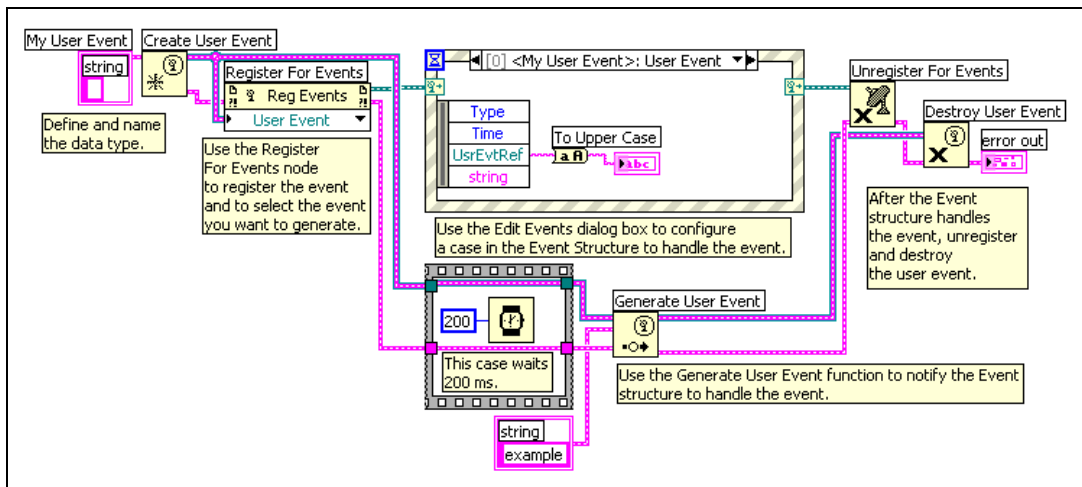 My User Event
Create User Event
string
Define and name
the data type.
Register For Events
Reg Events
User Event
Use the Register
For Events node
to register the event
and to select the event
you want to generate.
[0] <My User Event>: User Event
Type
Time
UsrEvtRef
string
To Upper Case
aA
abc
Use the Edit Events dialog box to configure
a case in the Event Structure to handle the event.
Unregister For Events
Destroy User Event
error out
After the Event
structure handles
the event, unregister
and destroy
the user event.
200
This case waits
200 ms.
Generate User Event
Use the Generate User Event function to notify the Event
structure to handle the event.
string
example